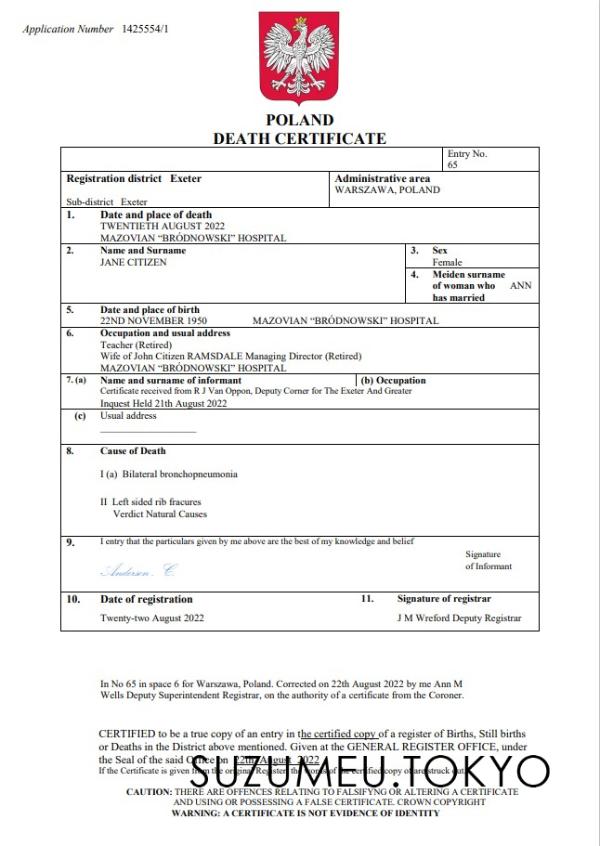 Application Number 1425554/1
POLAND
DEATH CERTIFICATE
Entry No.
65
Registration district Exeter
Sub-district Exeter
Administrative area
WARSZAWA, POLAND
1. Date and place of death
TWENTIETH AUGUST 2022
MAZOVIAN “BRÓDNOWSKI” HOSPITAL
2. Name and Surname
JANE CITIZEN
3. Sex
Female
4. Meiden surname
of woman who ANN
has married
5. Date and place of birth
22ND NOVEMBER 1950 MAZOVIAN “BRÓDNOWSKI” HOSPITAL
6. Occupation and usual address
Teacher (Retired)
Wife of John Citizen RAMSDALE Managing Director (Retired)
MAZOVIAN “BRÓDNOWSKI” HOSPITAL
7. (a) Name and surname of informant (b) Occupation
Certificate received from R J Van Oppon, Deputy Corner for The Exeter And Greater
Inquest Held 21th August 2022
(c) Usual address
8. Cause of Death
I (a) Bilateral bronchopneumonia
II Left sided rib fracures
Verdict Natural Causes
9. I entry that the particulars given by me above are the best of my knowledge and belief
Andersen. C.
Signature
of Informant
10. Date of registration
Twenty-two August 2022
11. Signature of registrar
J M Wreford Deputy Registrar
In No 65 in space 6 for Warszawa, Poland. Corrected on 22th August 2022 by me Ann M
Wells Deputy Superintendent Registrar, on the authority of a certificate from the Coroner.
CERTIFIED to be a true copy of an entry in the certified copy of a register of Births, Still births
or Deaths in the District above mentioned. Given at the GENERAL REGISTER OFFICE, under
the Seal of the said Office on 22th August 2022
If the Certificate is given from the original Register, the words of the certified copy of are struck out.
SUZUMEU.TOKYO
CAUTION: THERE ARE OFFENCES RELATING TO FALSIFYNG OR ALTERING A CERTIFICATE
AND USING OR POSSESSING A FALSE CERTIFICATE. CROWN COPYRIGHT
WARNING: A CERTIFICATE IS NOT EVIDENCE OF IDENTITY